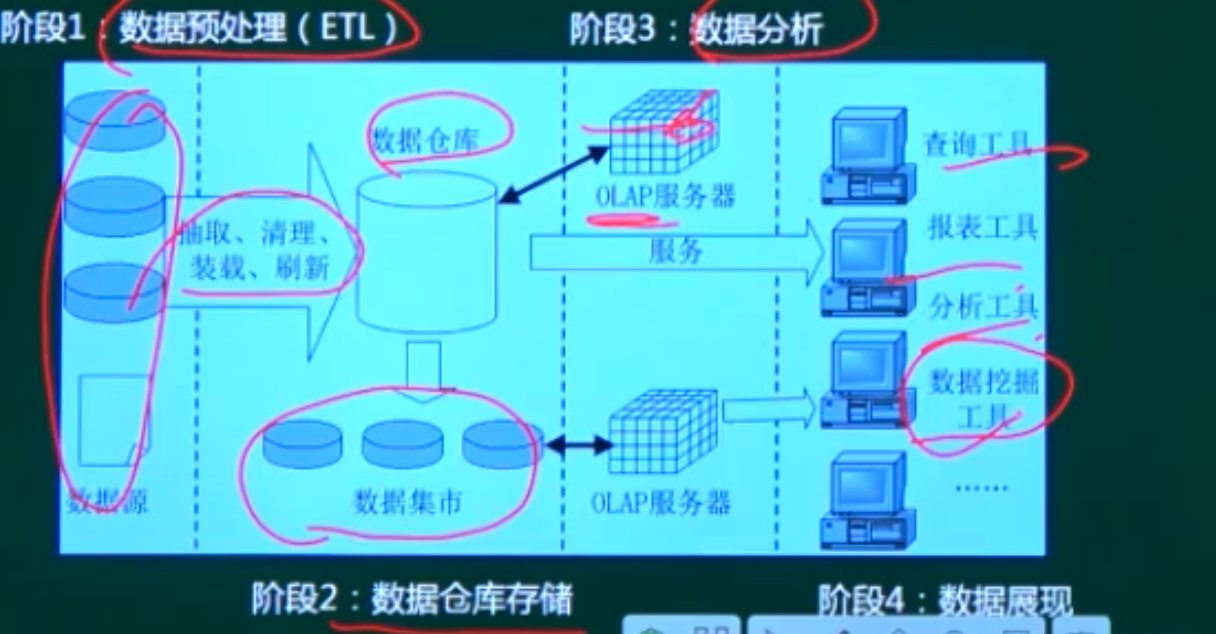 阶段1：数据预处理（ETL）
阶段3：数据分析
数据仓库
查询工具
OLAP服务器
抽取、清理、
装载、刷新
服务
报表工具
分析工具
数据挖掘
工具
数据源
数据集市
OLAP服务器
……
阶段2：数据仓库存储
阶段4：数据展现